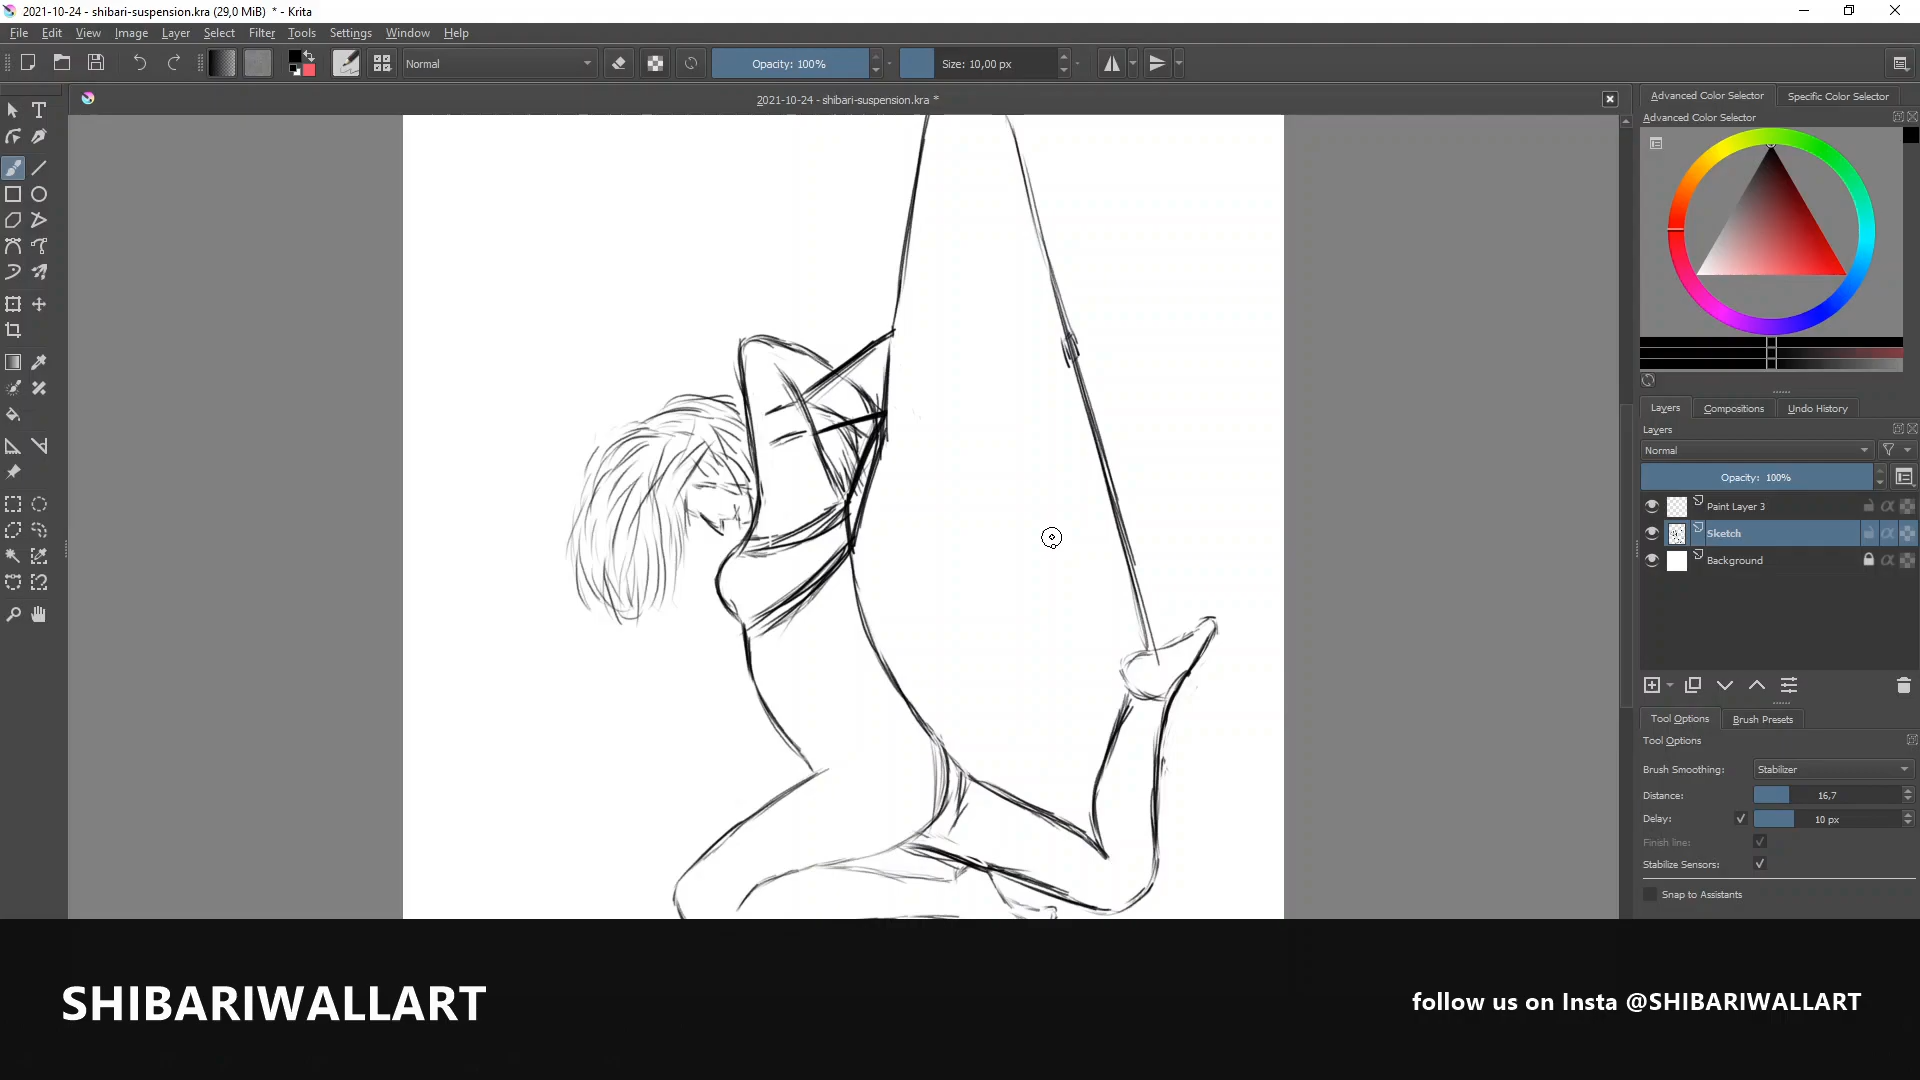 2021-10-24 - shibari-suspension.kra (29,0 MiB) * - Krita
File Edit View Image Layer Select Filter Tools Settings Window Help
Normal
Opacity: 100%
Size: 10,00 px
2021-10-24 - shibari-suspension.kra *
Advanced Color Selector
Specific Color Selector
Advanced Color Selector
Layers
Compositions
Undo History
Layers
Normal
Opacity: 100%
Paint Layer 3
Sketch
Background
Tool Options
Brush Presets
Tool Options
Brush Smoothing: Stabilizer
Distance: 16,7
Delay: 10 px
Finish line:
Stabilize Sensors:
Snap to Assistants
SHIBARIWALLART
follow us on Insta @SHIBARIWALLART